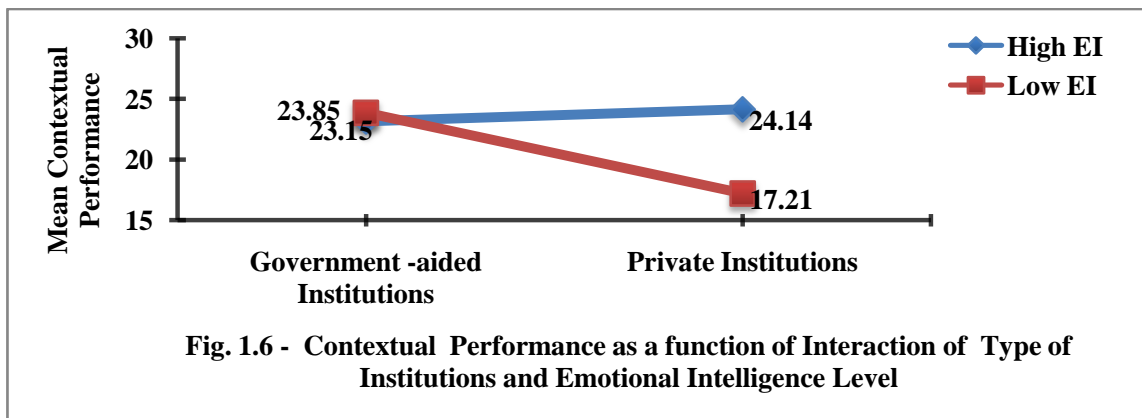 Mean Contextual
Performance
30
25
20
15
23.85
23.15
24.14
17.21
High EI
Low EI
Government -aided
Institutions
Private Institutions
Fig. 1.6 - Contextual Performance as a function of Interaction of Type of
Institutions and Emotional Intelligence Level